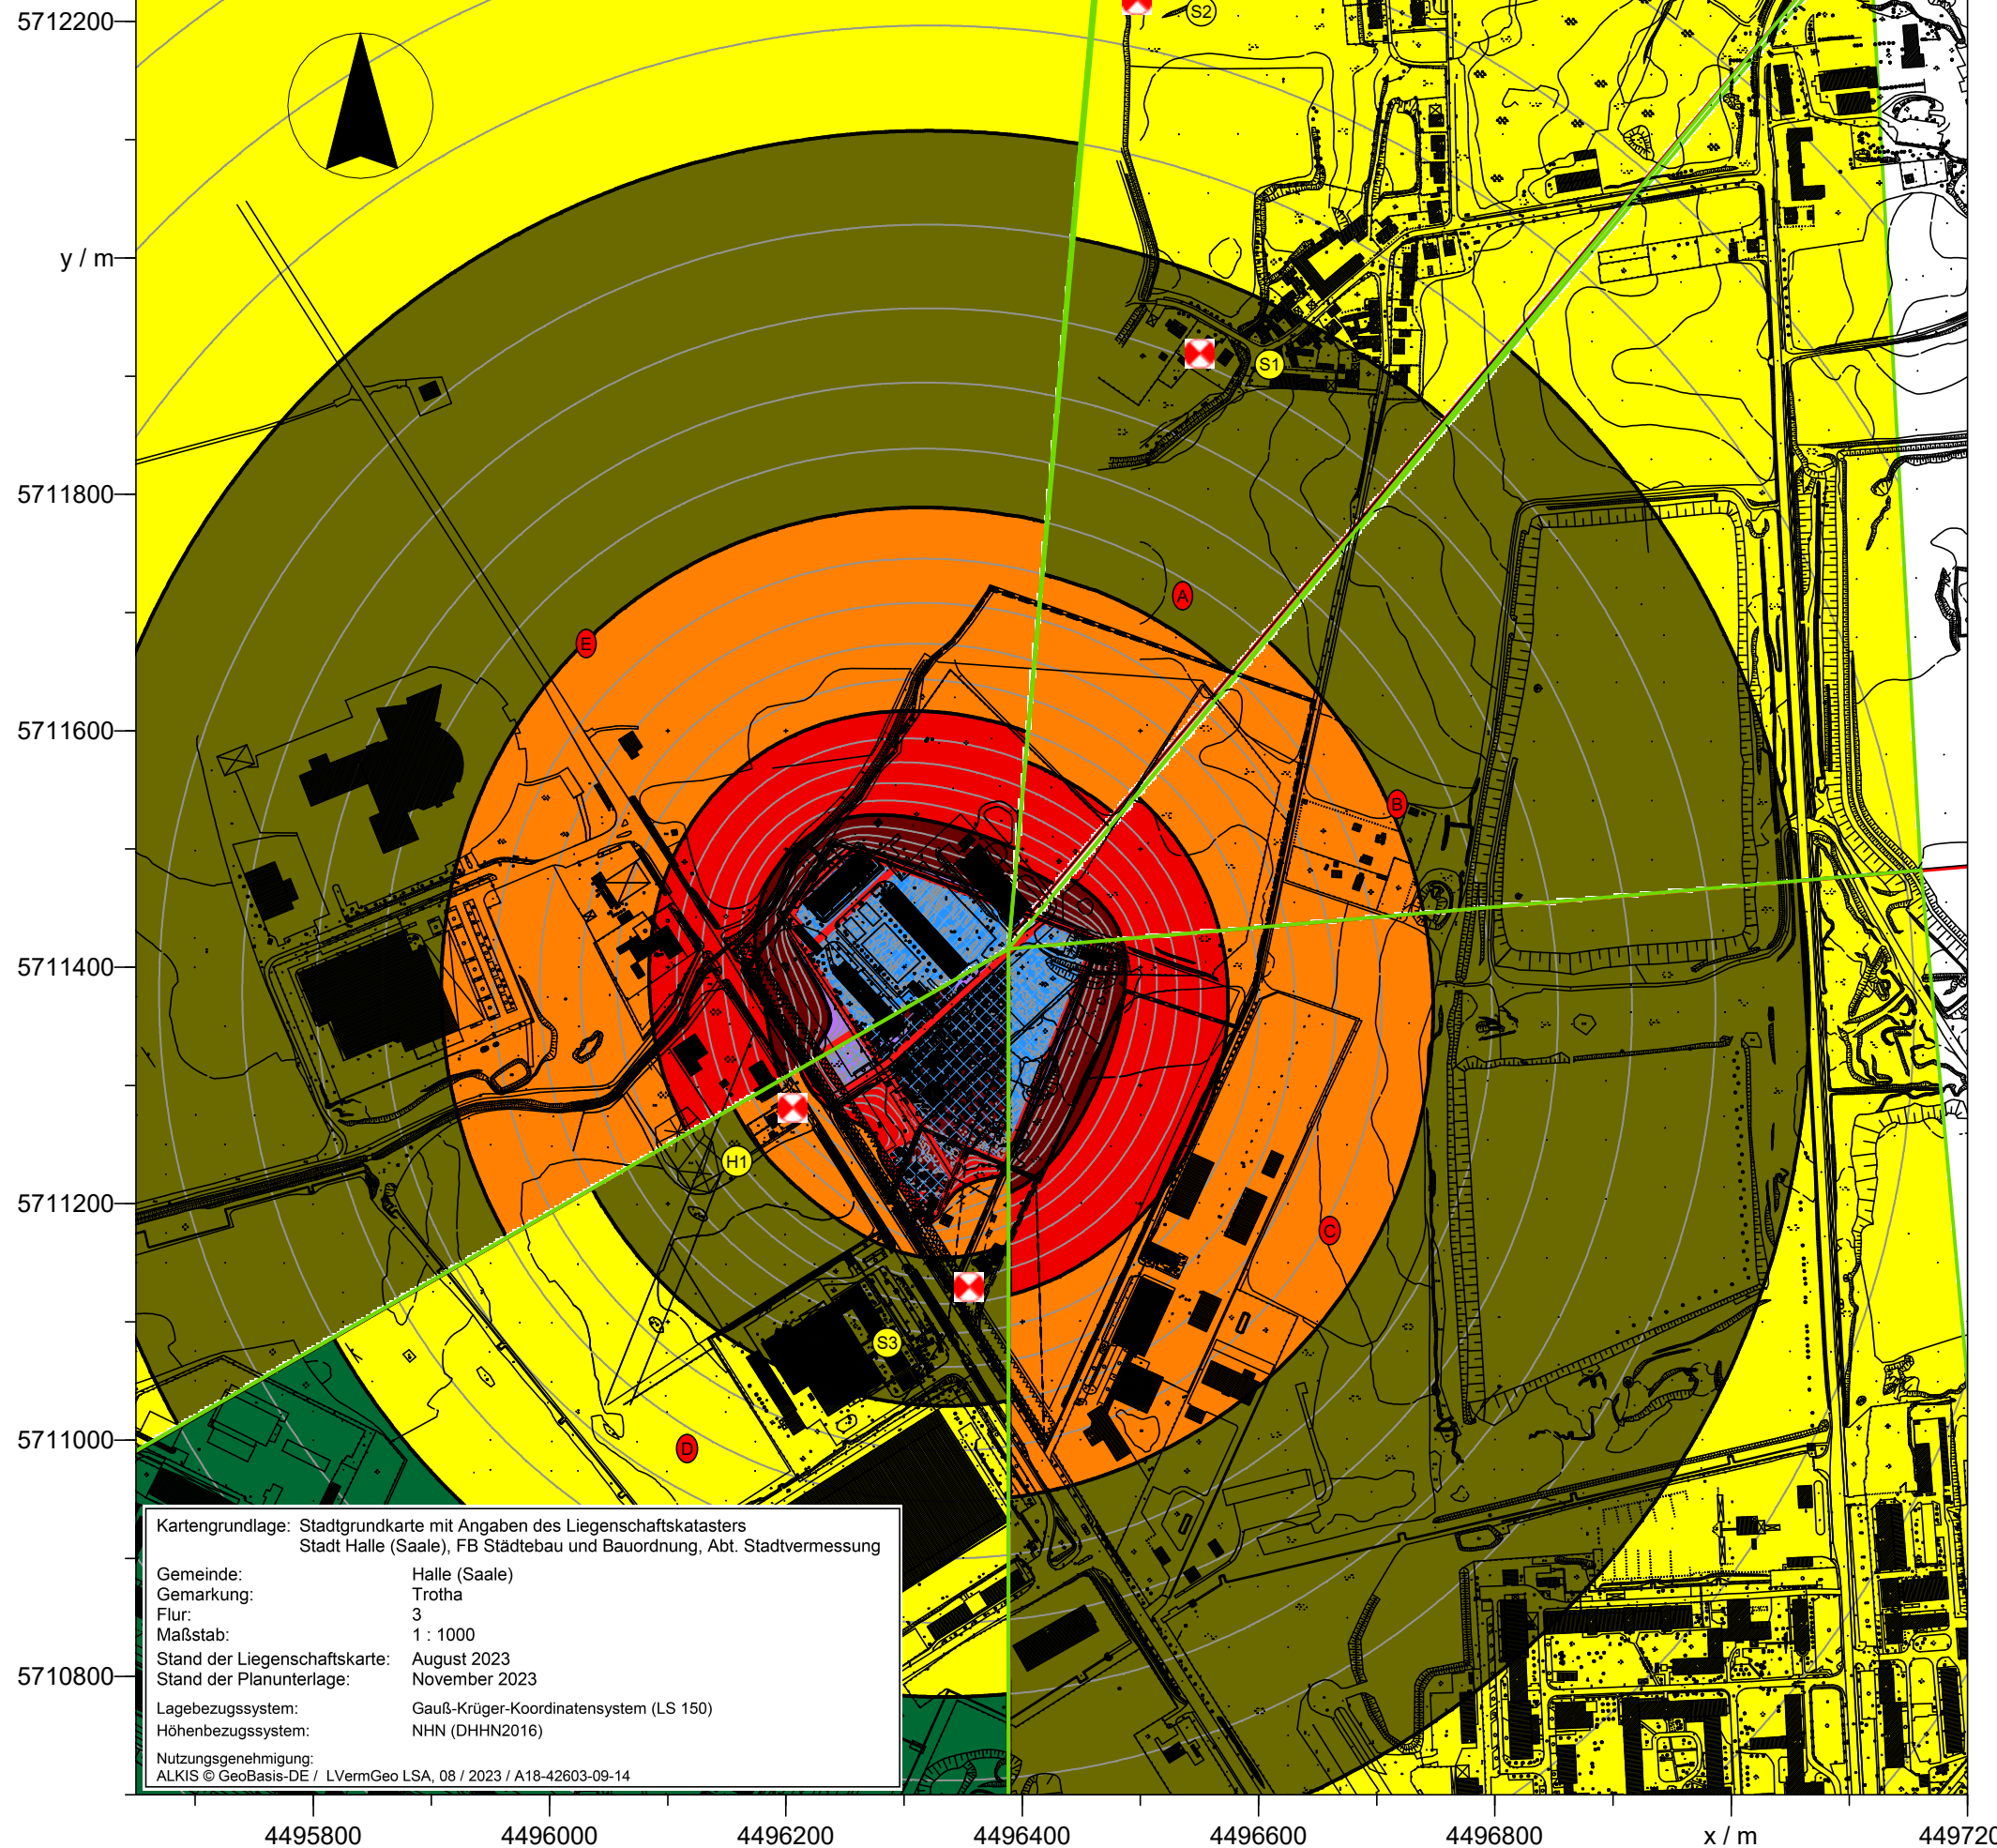 5712200
S2
y / m
S1
5711800
A
E
5711600
B
5711400
H1
5711200
C
S3
5711000
D
Kartengrundlage: Stadtgrundkarte mit Angaben des Liegenschaftskatasters
Stadt Halle (Saale), FB Städtebau und Bauordnung, Abt. Stadtvermessung
Gemeinde: Halle (Saale)
Gemarkung: Trotha
Flur: 3
Maßstab: 1 : 1000
Stand der Liegenschaftskarte: August 2023
Stand der Planunterlage: November 2023
Lagebezugssystem: Gauß-Krüger-Koordinatensystem (LS 150)
Höhenbezugssystem: NHN (DHHN2016)
Nutzungsgenehmigung:
ALKIS © GeoBasis-DE / LVermGeo LSA, 08 / 2023 / A18-42603-09-14
5710800
4495800 4496000 4496200 4496400 4496600 4496800 x / m 449720